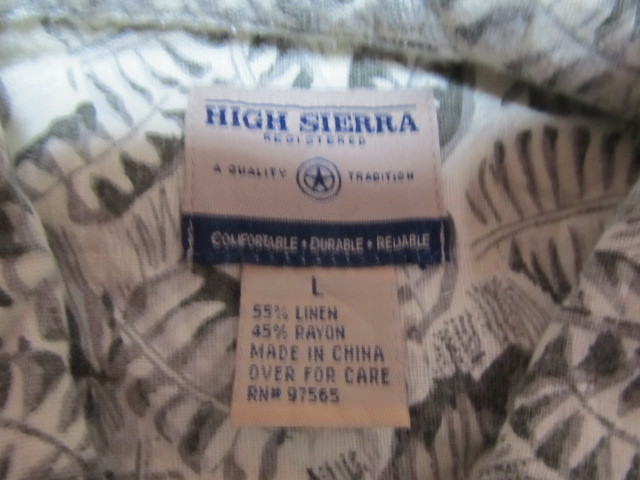 HIGH SIERRA
REGISTERED
A QUALITY TRADITION
COMFORTABLE • DURABLE • RELIABLE
L
55% LINEN
45% RAYON
MADE IN CHINA
OVER FOR CARE
RN# 97565